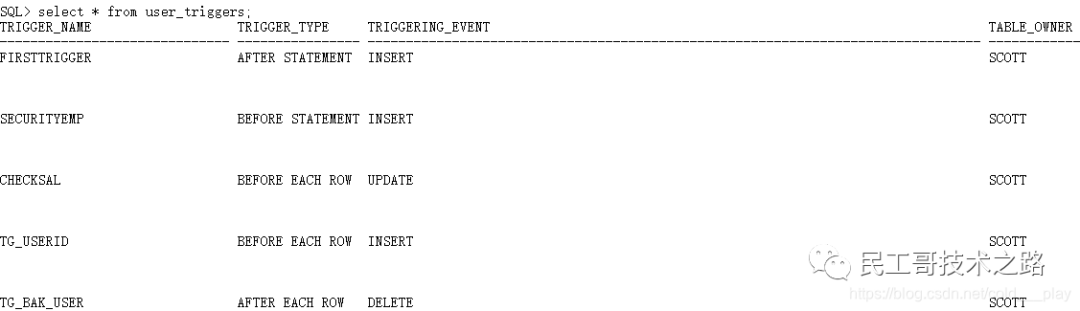 SQL> select * from user_triggers;
TRIGGER_NAME TRIGGER_TYPE TRIGGERING_EVENT TABLE_OWNER
FIRSTTRIGGER AFTER STATEMENT INSERT SCOTT
SECURITYEMP BEFORE STATEMENT INSERT SCOTT
CHECKSAL BEFORE EACH ROW UPDATE SCOTT
TG_USERID BEFORE EACH ROW INSERT SCOTT
民工哥技术之路
https://blog.csdn.net/cold___play
TG_BAK_USER AFTER EACH ROW DELETE SCOTT